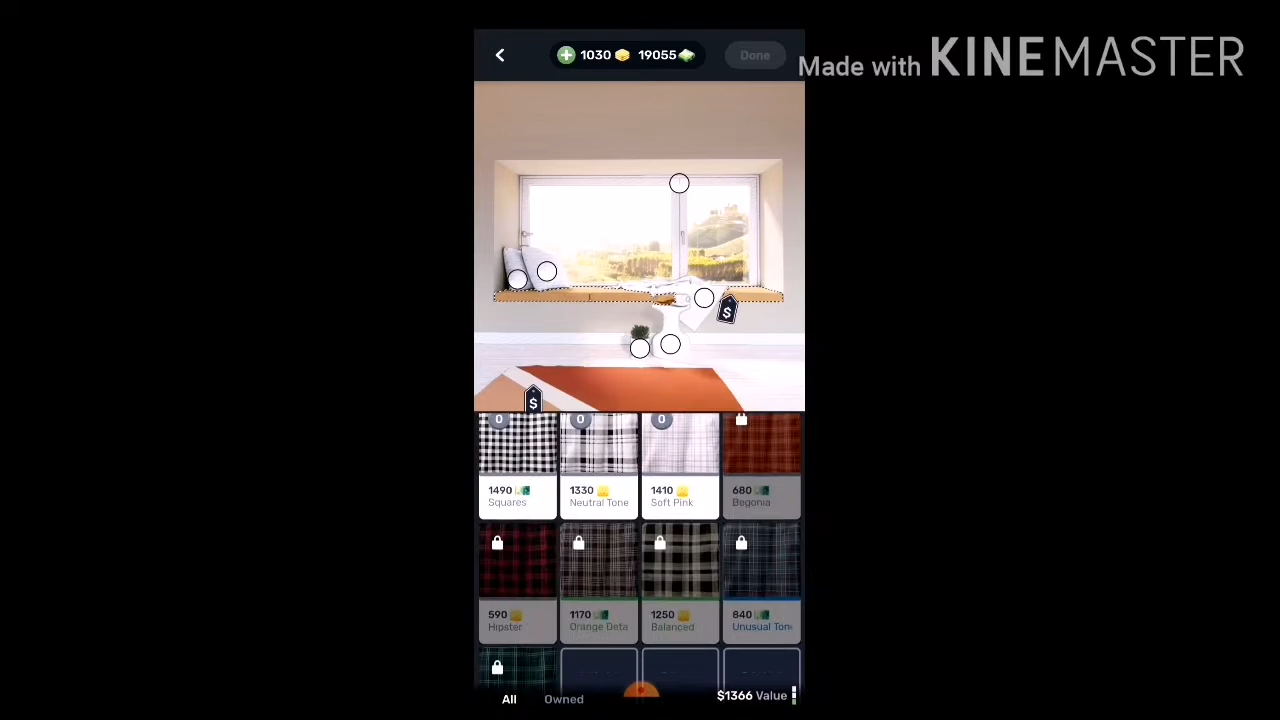 1030 19055 Done
Made with KINEMASTER
$
$
0 0 0
1490 1330 1410 680
Squares Neutral Tone Soft Pink Begonia
590 1170 1250 840
Hipster Orange Deta Balanced Unusual Ton
All Owned $1366 Value